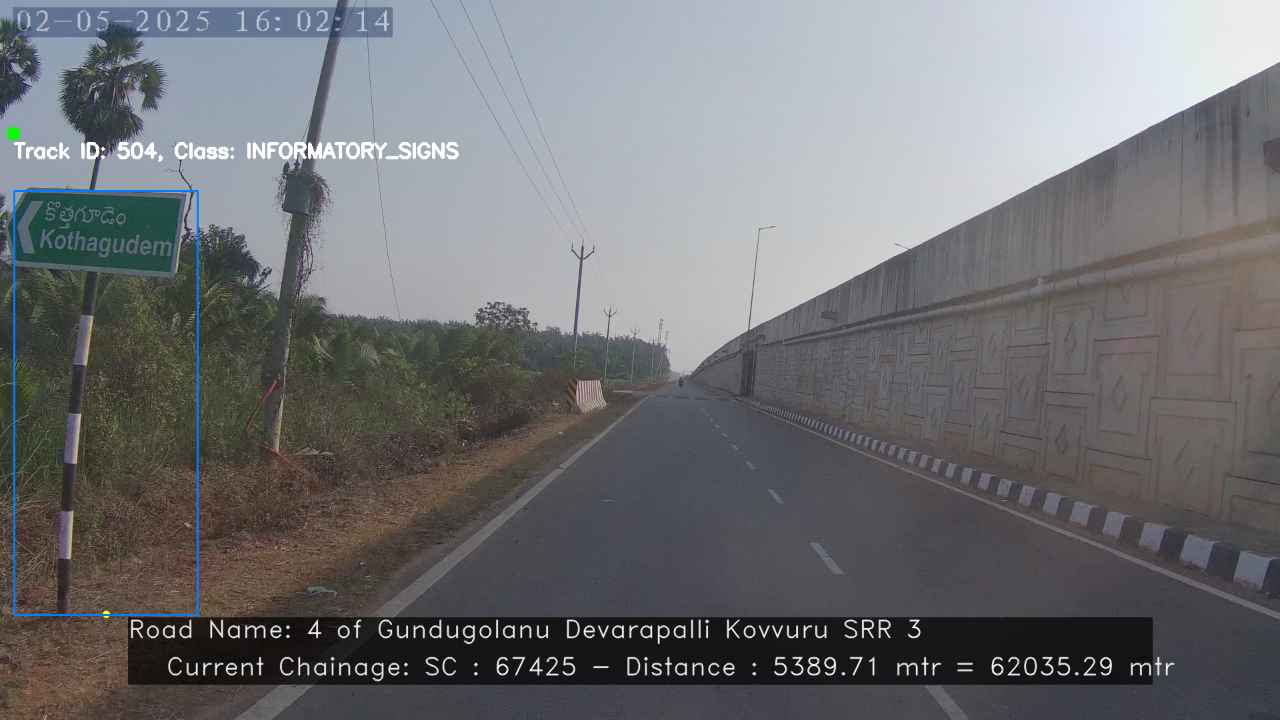 02-05-2025 16:02:14
Track ID: 504, Class: INFORMATORY_SIGNS
కొత్తగూడెం
Kothagudem
Road Name: 4 of Gundugolanu Devarapalli Kovvuru SRR 3
Current Chainage: SC : 67425 - Distance : 5389.71 mtr = 62035.29 mtr